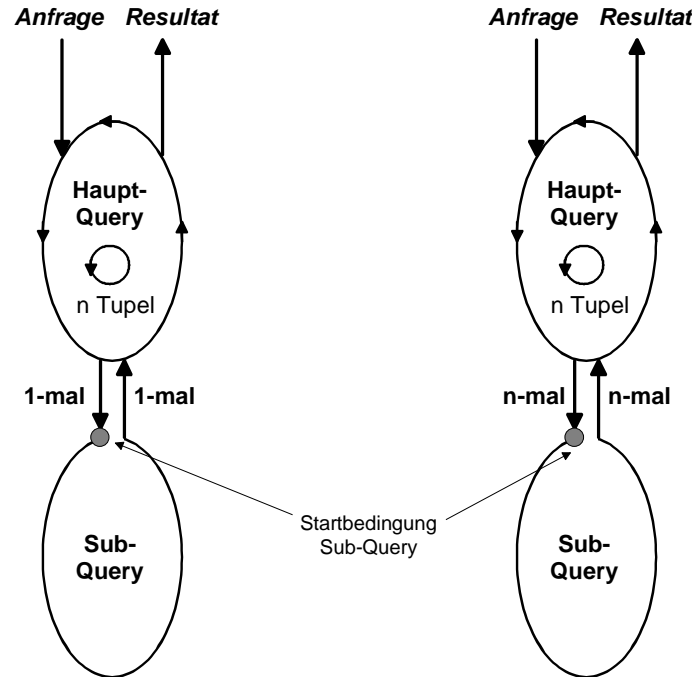 Anfrage Resultat
Haupt-
Query
n Tupel
1-mal 1-mal
Sub-
Query
Anfrage Resultat
Haupt-
Query
n Tupel
n-mal n-mal
Sub-
Query
Startbedingung
Sub-Query